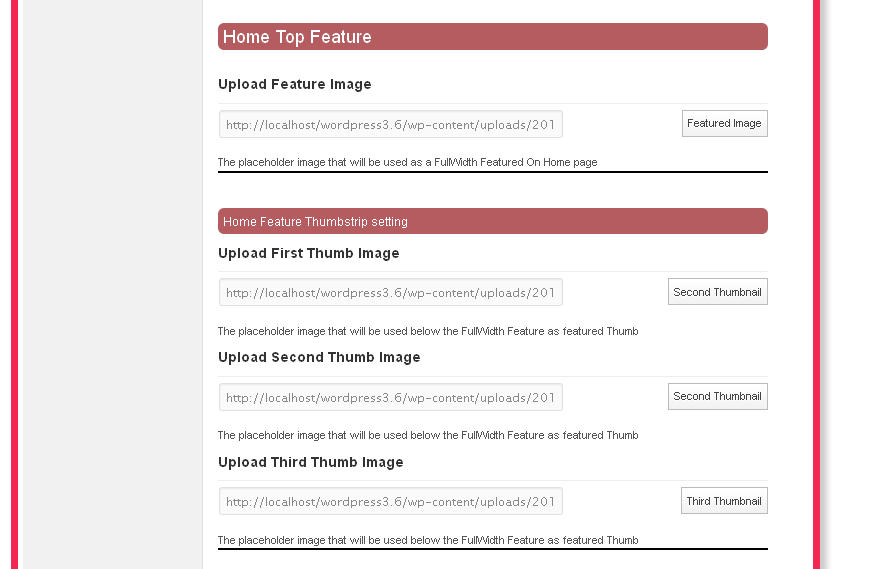 Home Top Feature
Upload Feature Image
http://localhost/wordpress3.6/wp-content/uploads/201
Featured Image
The placeholder image that will be used as a FullWidth Featured On Home page
Home Feature Thumbstrip setting
Upload First Thumb Image
http://localhost/wordpress3.6/wp-content/uploads/201
Second Thumbnail
The placeholder image that will be used below the FullWidth Feature as featured Thumb
Upload Second Thumb Image
http://localhost/wordpress3.6/wp-content/uploads/201
Second Thumbnail
The placeholder image that will be used below the FullWidth Feature as featured Thumb
Upload Third Thumb Image
http://localhost/wordpress3.6/wp-content/uploads/201
Third Thumbnail
The placeholder image that will be used below the FullWidth Feature as featured Thumb